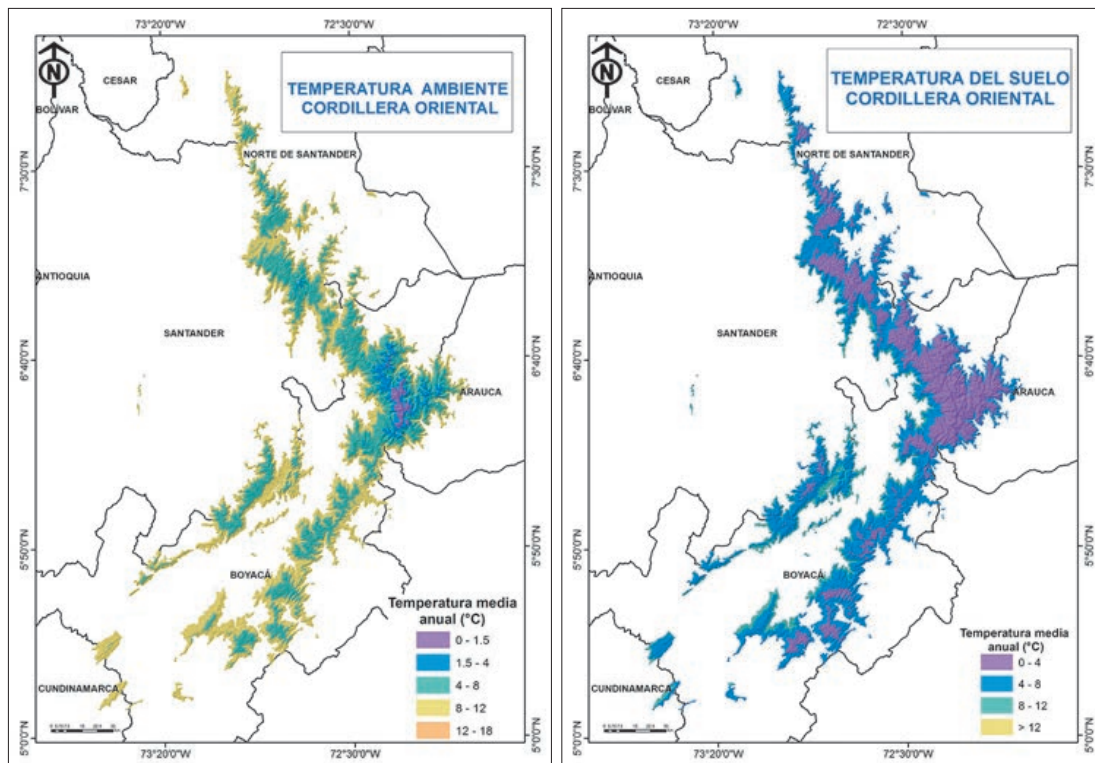 73°20'0"W 72°30'0"W
N
TEMPERATURA AMBIENTE
CORDILLERA ORIENTAL
CESAR
BOLÍVAR
NORTE DE SANTANDER
7°30'0"N 7°30'0"N
ANTIOQUIA
SANTANDER
6°40'0"N 6°40'0"N
ARAUCA
5°50'0"N 5°50'0"N
BOYACÁ
Temperatura media
anual (°C)
0 - 1.5
1.5 - 4
4 - 8
8 - 12
12 - 18
CUNDINAMARCA
5°0'0"N 5°0'0"N
73°20'0"W 72°30'0"W
73°20'0"W 72°30'0"W
N
TEMPERATURA DEL SUELO
CORDILLERA ORIENTAL
CESAR
BOLÍVAR
NORTE DE SANTANDER
7°30'0"N 7°30'0"N
ANTIOQUIA
SANTANDER
6°40'0"N 6°40'0"N
ARAUCA
5°50'0"N 5°50'0"N
BOYACÁ
Temperatura media
anual (°C)
0 - 4
4 - 8
8 - 12
> 12
CUNDINAMARCA
5°0'0"N 5°0'0"N
73°20'0"W 72°30'0"W